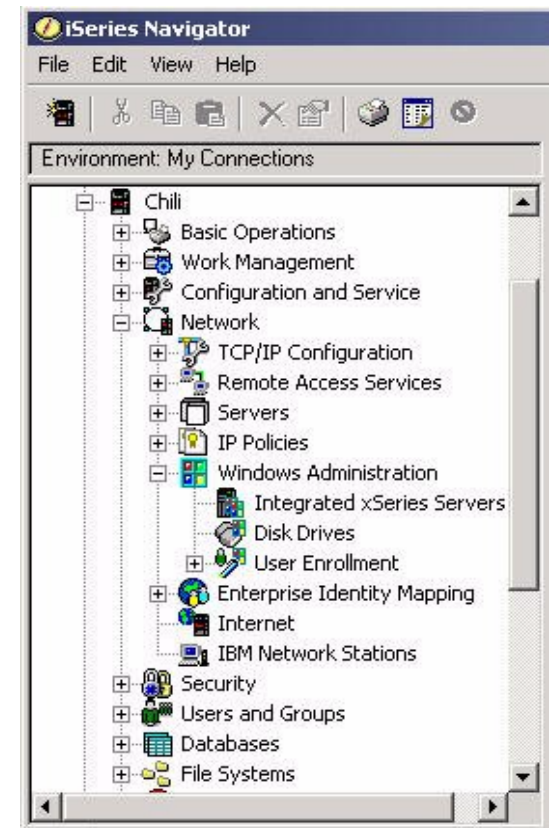 iSeries Navigator
File Edit View Help
Environment: My Connections
Chili
Basic Operations
Work Management
Configuration and Service
Network
TCP/IP Configuration
Remote Access Services
Servers
IP Policies
Windows Administration
Integrated xSeries Servers
Disk Drives
User Enrollment
Enterprise Identity Mapping
Internet
IBM Network Stations
Security
Users and Groups
Databases
File Systems